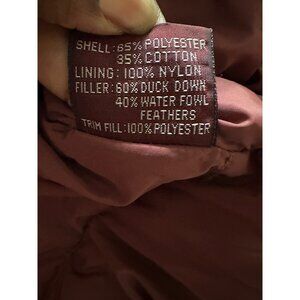 SHELL: 65% POLYESTER
35% COTTON
LINING: 100% NYLON
FILLER: 60% DUCK DOWN
40% WATER FOWL
FEATHERS
TRIM FILL: 100% POLYESTER